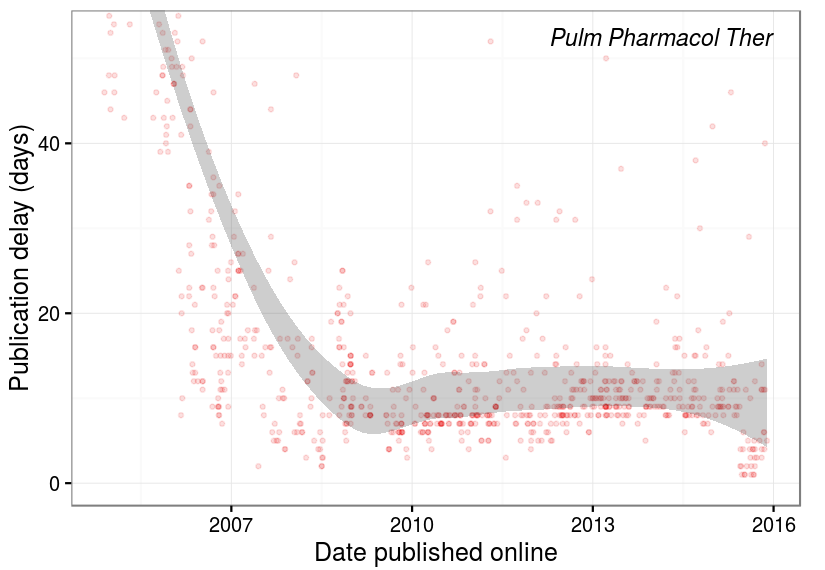 Pulm Pharmacol Ther
Publication delay (days)
40
20
0
2007 2010 2013 2016
Date published online